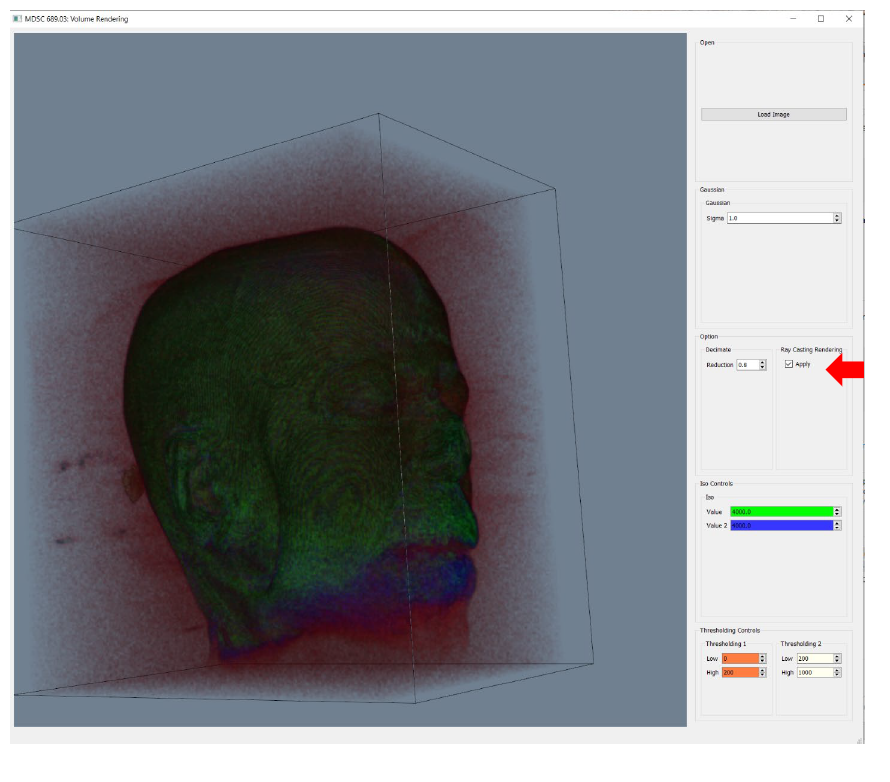 MDSC 689.03: Volume Rendering
Open
Load Image
Gaussian
Gaussian
Sigma 1.0
Option
Decimate
Reduction 0.8
Ray Casting Rendering
Apply
Iso Controls
Iso
Value 4000.0
Value 2 4000.0
Thresholding Controls
Thresholding 1
Low 0
High 200
Thresholding 2
Low 200
High 1000